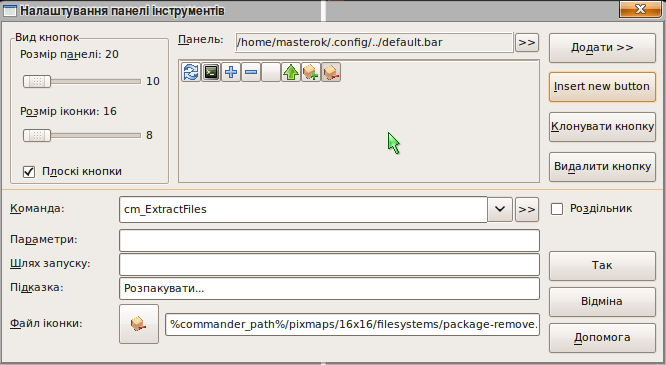 Налаштування панелі інструментів
Вид кнопок
Розмір панелі: 20
10
Розмір іконки: 16
8
Плоскі кнопки
Панель:
/home/masterok/.config/../default.bar
>>
Додати >>
Insert new button
Клонувати кнопку
Видалити кнопку
Команда:
cm_ExtractFiles
>>
Роздільник
Параметри:
Шлях запуску:
Підказка:
Розпакувати...
Файл іконки:
%commander_path%/pixmaps/16x16/filesystems/package-remove.
Так
Відміна
Допомога